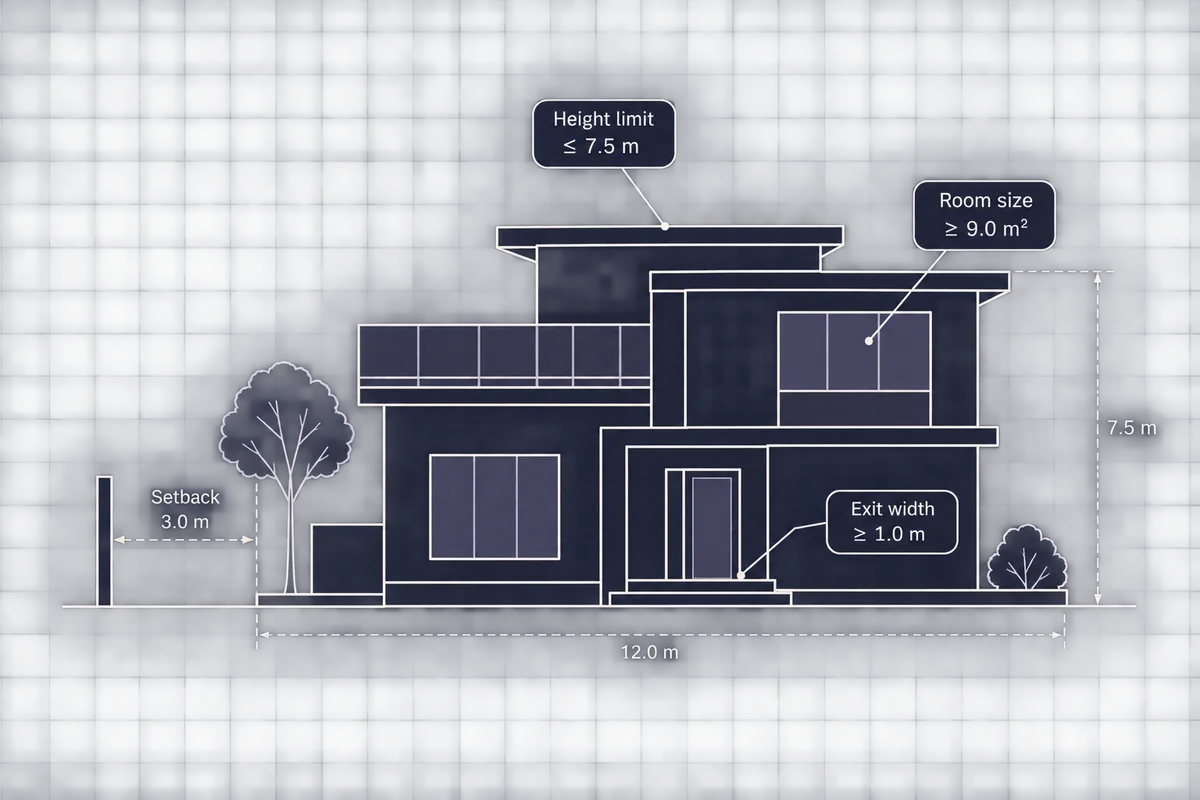 Height limit
≤ 7.5 m
Room size
≥ 9.0 m²
7.5 m
Setback
3.0 m
Exit width
≥ 1.0 m
12.0 m